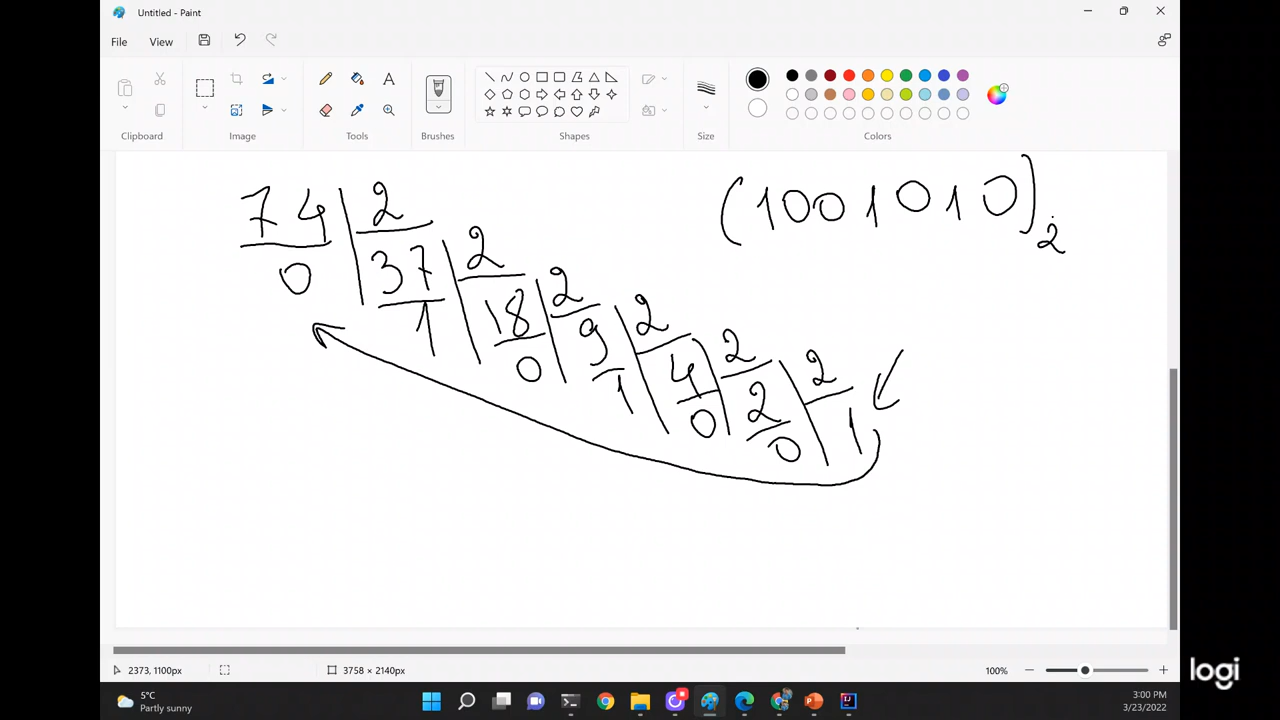 Untitled - Paint
File View
Clipboard Image Tools Brushes Shapes Size Colors
74 2 (1001010)2
0 37 2
1 18 2
0 9 2
1 4 2
0 2 2
0 1
2373, 1100px 3758 × 2140px 100%
logi
5°C
Partly sunny
3:00 PM
3/23/2022